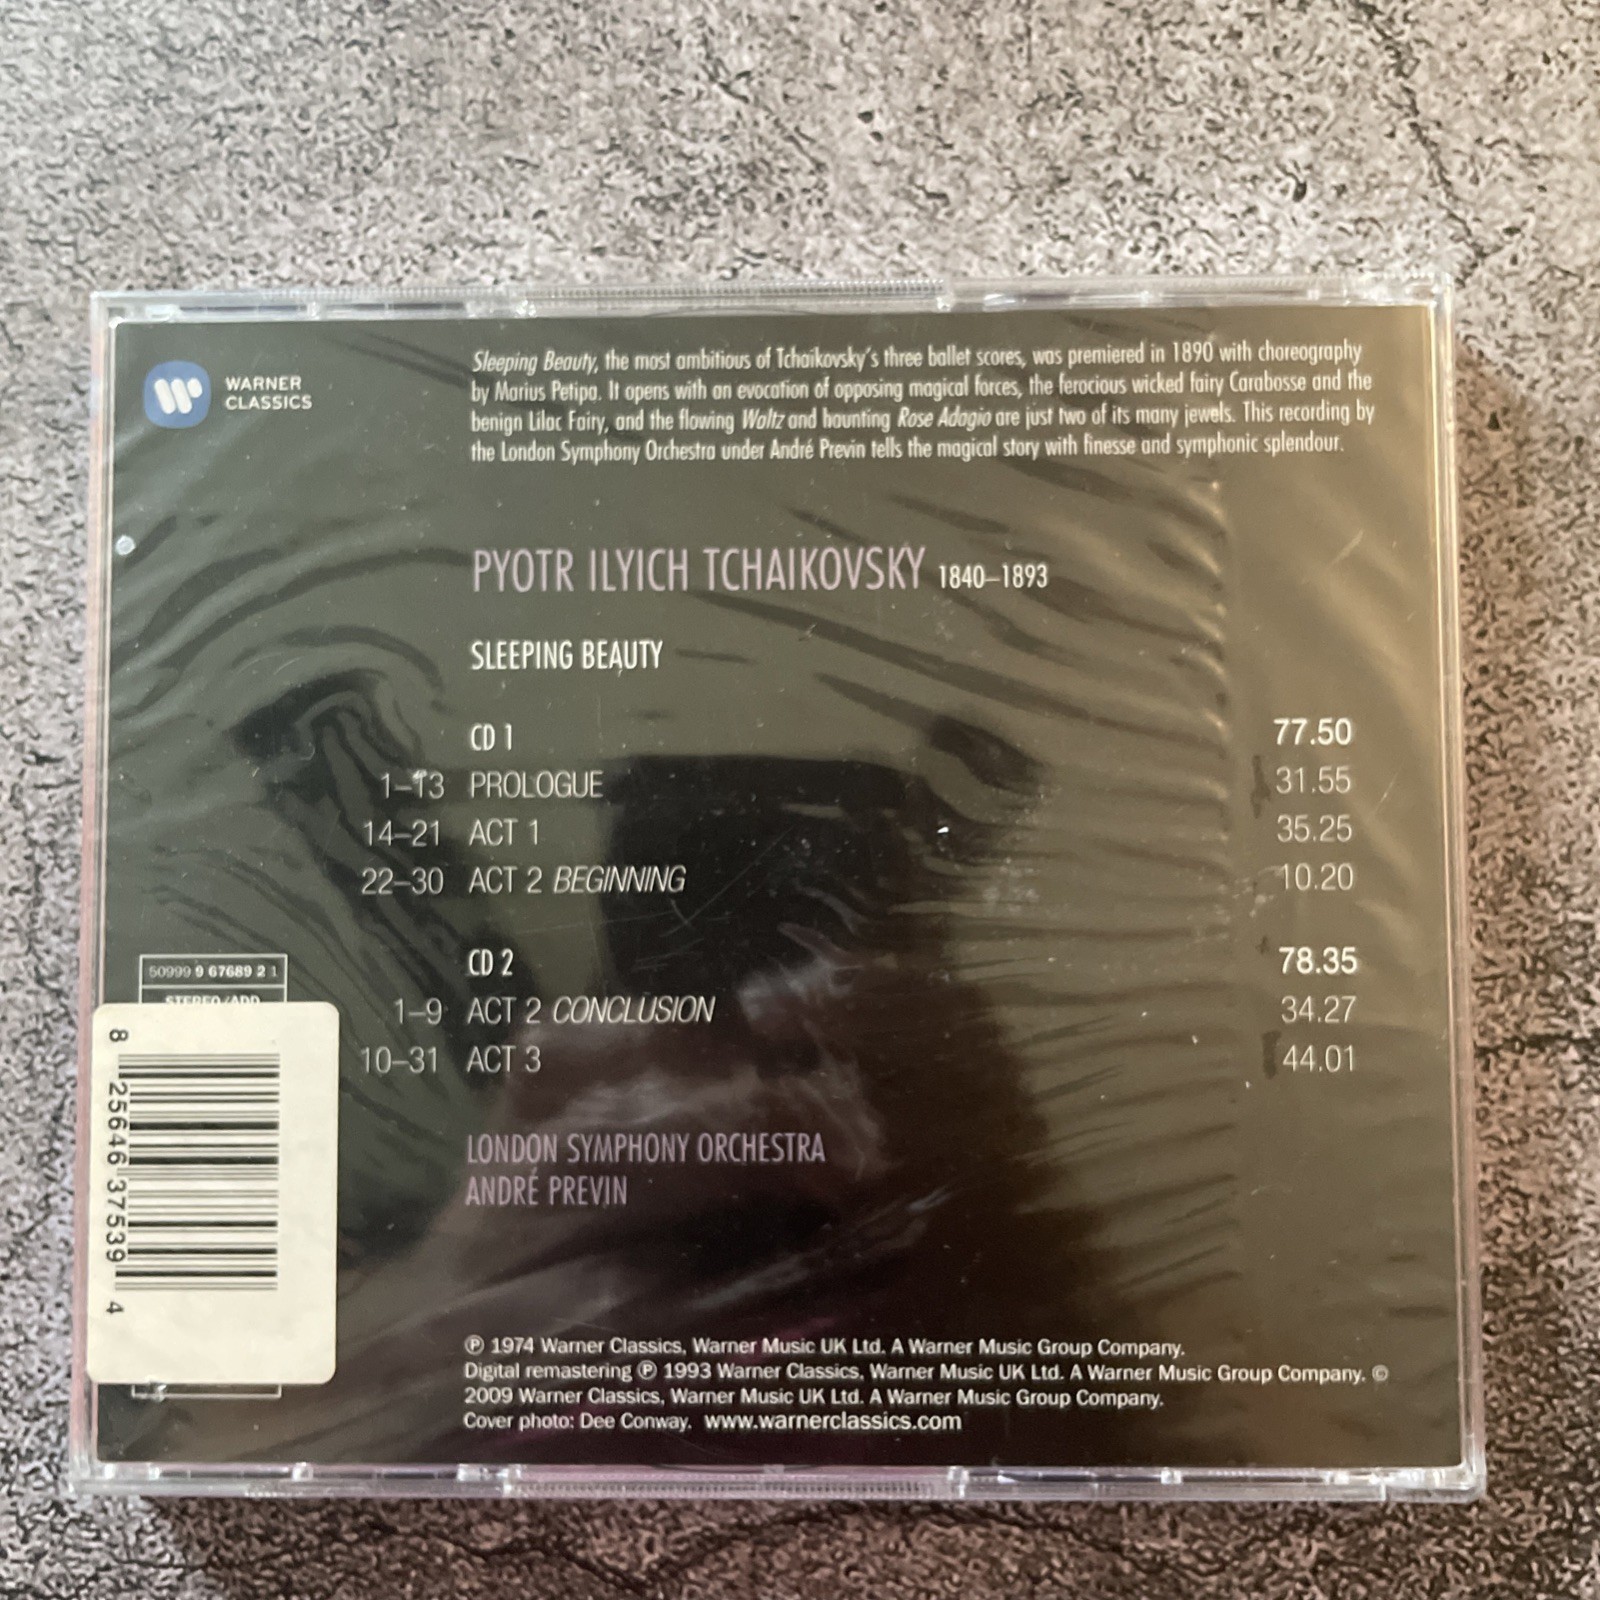 WARNER
CLASSICS
Sleeping Beauty, the most ambitious of Tchaikovsky's three ballet scores, was premiered in 1890 with choreography
by Marius Petipa. It opens with an evocation of opposing magical forces, the ferocious wicked fairy Carabosse and the
benign Lilac Fairy, and the flowing Waltz and haunting Rose Adagio are just two of its many jewels. This recording by
the London Symphony Orchestra under André Previn tells the magical story with finesse and symphonic splendour.
PYOTR ILYICH TCHAIKOVSKY 1840–1893
SLEEPING BEAUTY
CD 1 77.50
1–13 PROLOGUE 31.55
14–21 ACT 1 35.25
22–30 ACT 2 BEGINNING 10.20
CD 2 78.35
1–9 ACT 2 CONCLUSION 34.27
10–31 ACT 3 44.01
LONDON SYMPHONY ORCHESTRA
ANDRÉ PREVIN
50999 9 67689 2 1
STEREO/ADD
8 25646 37539 4
℗ 1974 Warner Classics, Warner Music UK Ltd. A Warner Music Group Company.
Digital remastering ℗ 1993 Warner Classics, Warner Music UK Ltd. A Warner Music Group Company. ©
2009 Warner Classics, Warner Music UK Ltd. A Warner Music Group Company.
Cover photo: Dee Conway. www.warnerclassics.com